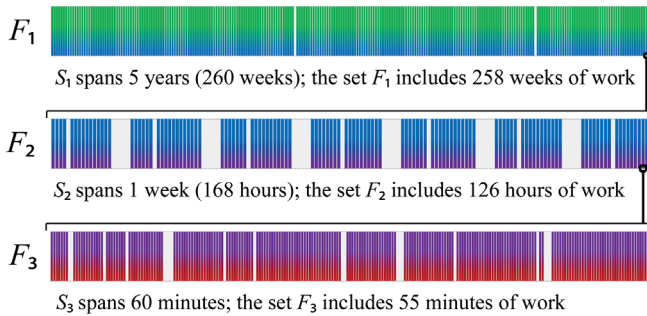 F₁
S₁ spans 5 years (260 weeks); the set F₁ includes 258 weeks of work
F₂
S₂ spans 1 week (168 hours); the set F₂ includes 126 hours of work
F₃
S₃ spans 60 minutes; the set F₃ includes 55 minutes of work